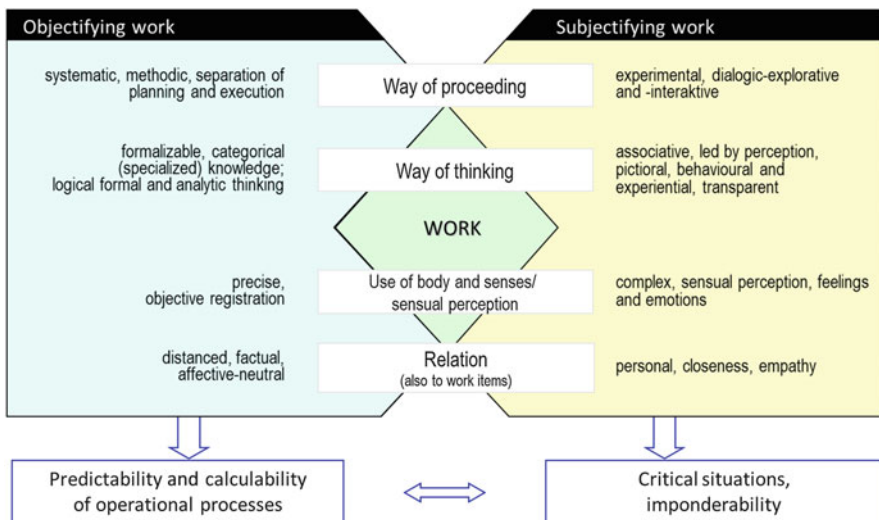 Objectifying work
Subjectifying work
systematic, methodic, separation of
planning and execution
Way of proceeding
experimental, dialogic-explorative
and -interaktive
formalizable, categorical
(specialized) knowledge;
logical formal and analytic thinking
Way of thinking
associative, led by perception,
pictorial, behavioural and
experiential, transparent
WORK
precise,
objective registration
Use of body and senses/
sensual perception
complex, sensual perception, feelings
and emotions
distanced, factual,
affective-neutral
Relation
(also to work items)
personal, closeness, empathy
Predictability and calculability
of operational processes
Critical situations,
imponderability